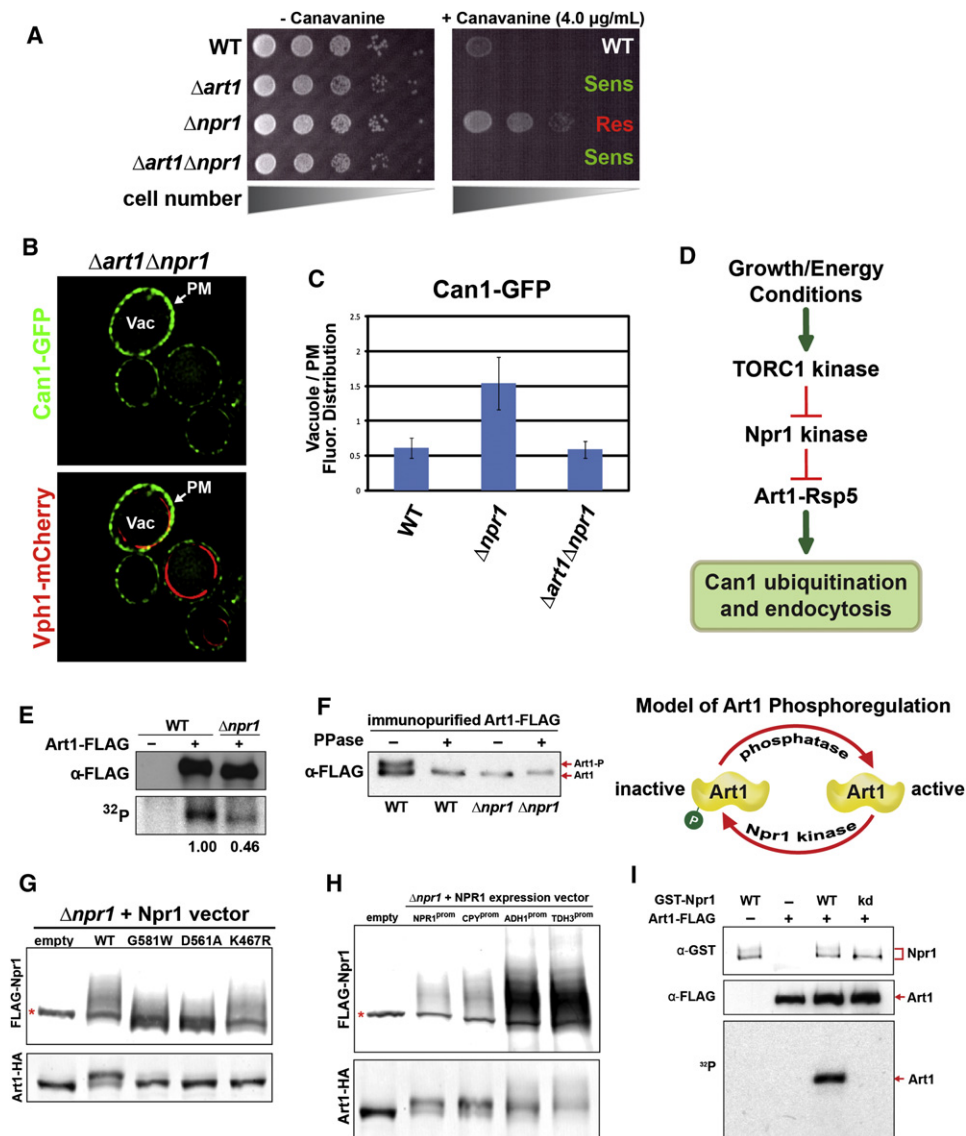 A
- Canavanine
+ Canavanine (4.0 µg/mL)
WT
WT
Δart1
Sens
Δnpr1
Res
Δart1Δnpr1
Sens
cell number
B
Δart1Δnpr1
PM
Vac
Can1-GFP
PM
Vac
Vph1-mCherry
C
Can1-GFP
Vacuole / PM
Fluor. Distribution
2.5
2
1.5
1
0.5
0
WT
Δnpr1
Δart1Δnpr1
D
Growth/Energy
Conditions
TORC1 kinase
Npr1 kinase
Art1-Rsp5
Can1 ubiquitination
and endocytosis
E
WT
Δnpr1
Art1-FLAG
− + +
α-FLAG
32P
1.00 0.46
F
immunopurified Art1-FLAG
PPase
− + − +
α-FLAG
Art1-P
Art1
WT WT Δnpr1 Δnpr1
Model of Art1 Phosphoregulation
phosphatase
inactive
Art1
Art1
active
P
Npr1 kinase
G
Δnpr1 + Npr1 vector
empty WT G581W D561A K467R
FLAG-Npr1
*
Art1-HA
H
Δnpr1 + NPR1 expression vector
empty NPR1prom CPYprom ADH1prom TDH3prom
FLAG-Npr1
*
Art1-HA
I
GST-Npr1 WT − WT kd
Art1-FLAG − + + +
α-GST
Npr1
α-FLAG
Art1
32P
Art1